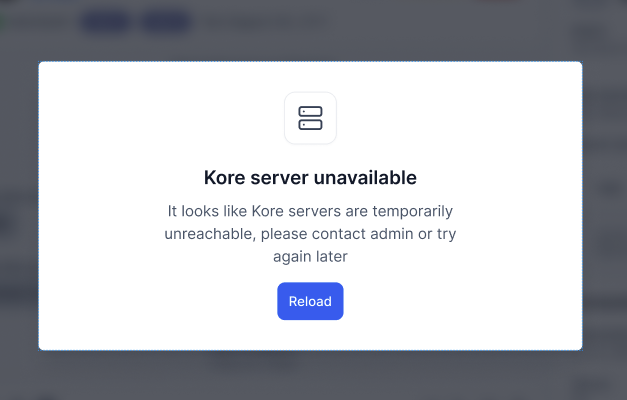 Kore server unavailable
It looks like Kore servers are temporarily
unreachable, please contact admin or try
again later
Reload